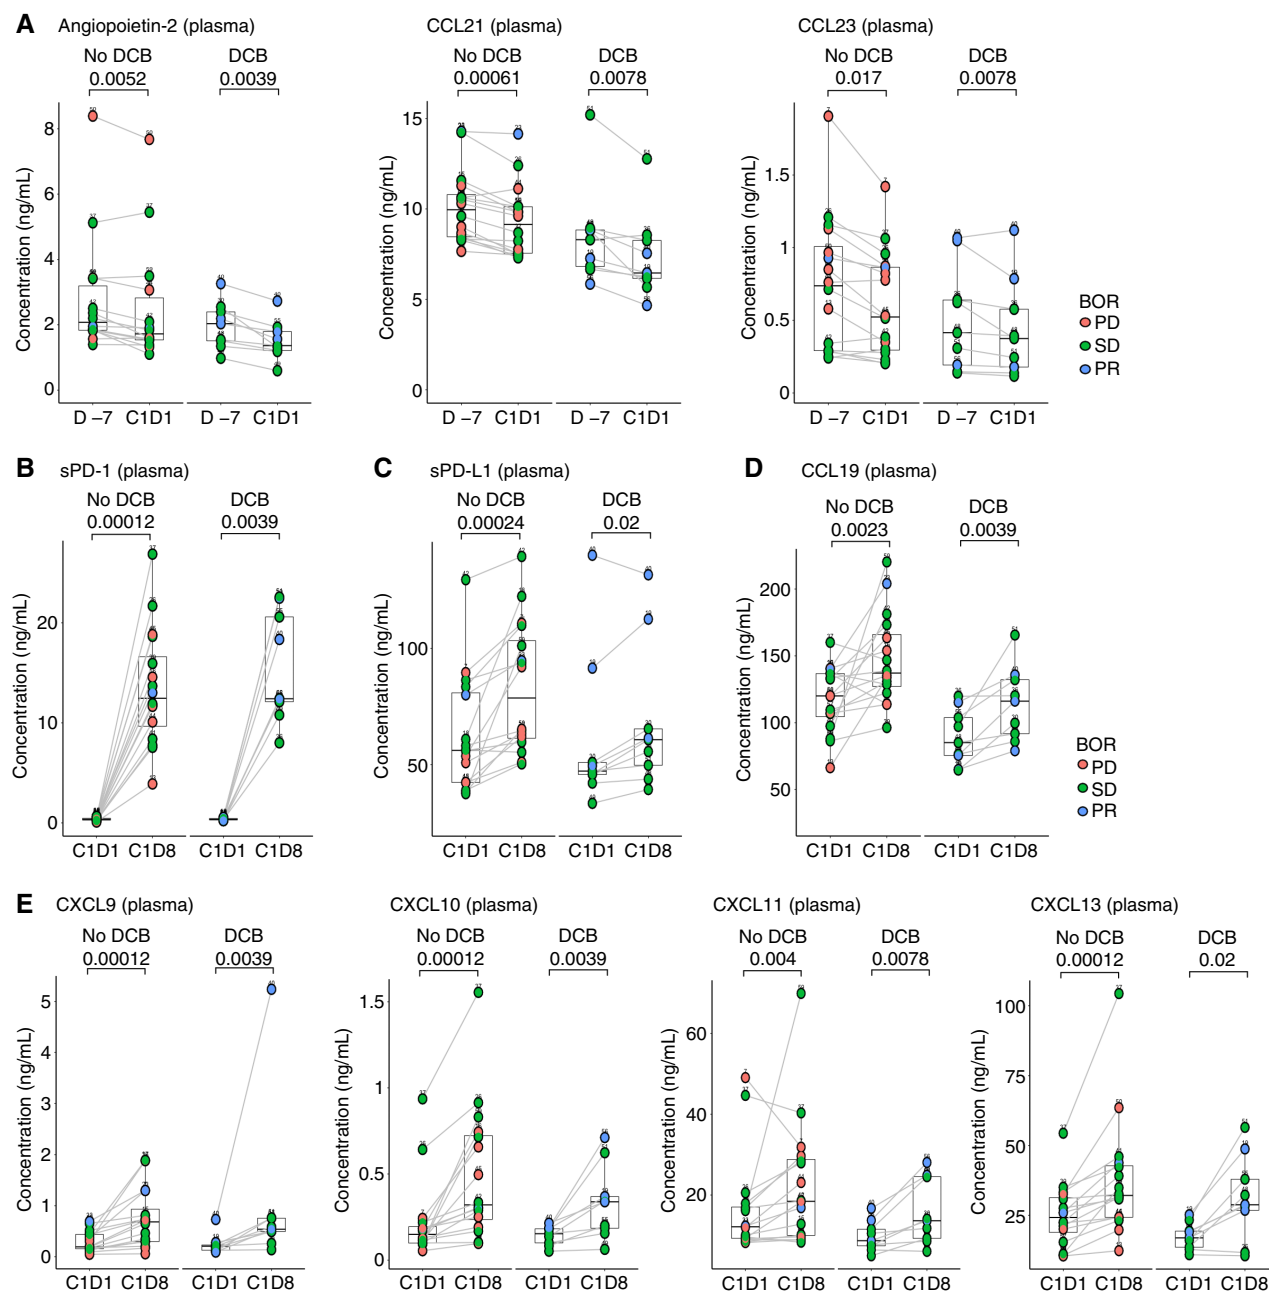 A Angiopoietin-2 (plasma) CCL21 (plasma) CCL23 (plasma)
No DCB DCB No DCB DCB No DCB DCB
0.0052 0.0039 0.00061 0.0078 0.017 0.0078
Concentration (ng/mL)
8
6
4
2
0
D –7 C1D1 D –7 C1D1
Concentration (ng/mL)
15
10
5
0
D –7 C1D1 D –7 C1D1
Concentration (ng/mL)
1.5
1
0.5
0
D –7 C1D1 D –7 C1D1
BOR
PD
SD
PR
B sPD-1 (plasma)
No DCB DCB
0.00012 0.0039
Concentration (ng/mL)
20
10
0
C1D1 C1D8 C1D1 C1D8
C sPD-L1 (plasma)
No DCB DCB
0.00024 0.02
Concentration (ng/mL)
100
50
C1D1 C1D8 C1D1 C1D8
D CCL19 (plasma)
No DCB DCB
0.0023 0.0039
Concentration (ng/mL)
200
150
100
50
C1D1 C1D8 C1D1 C1D8
BOR
PD
SD
PR
E CXCL9 (plasma)
No DCB DCB
0.00012 0.0039
Concentration (ng/mL)
5
4
3
2
1
0
C1D1 C1D8 C1D1 C1D8
CXCL10 (plasma)
No DCB DCB
0.00012 0.0039
Concentration (ng/mL)
1.5
1
0.5
0
C1D1 C1D8 C1D1 C1D8
CXCL11 (plasma)
No DCB DCB
0.004 0.0078
Concentration (ng/mL)
60
40
20
C1D1 C1D8 C1D1 C1D8
CXCL13 (plasma)
No DCB DCB
0.00012 0.02
Concentration (ng/mL)
100
75
50
25
C1D1 C1D8 C1D1 C1D8